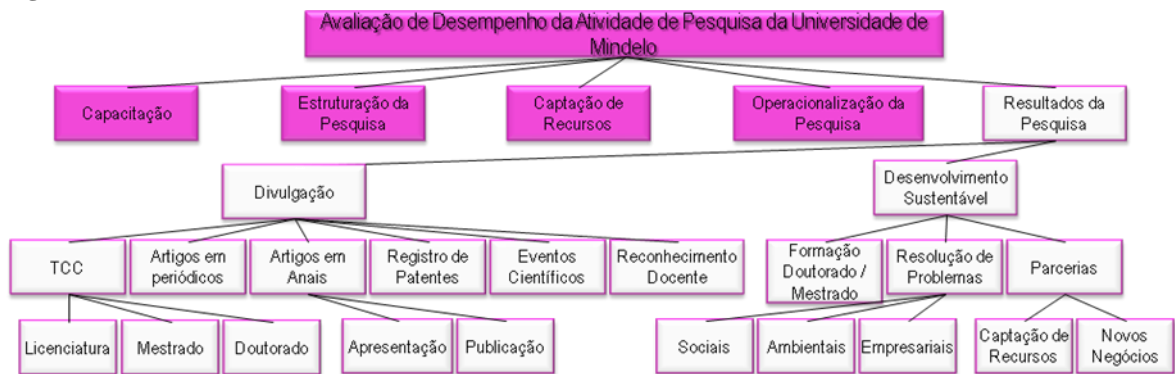 Avaliação de Desempenho da Atividade de Pesquisa da Universidade de
Mindelo
Capacitação
Estruturação da
Pesquisa
Captação de
Recursos
Operacionalização da
Pesquisa
Resultados da
Pesquisa
Divulgação
Desenvolvimento
Sustentável
TCC
Artigos em
periódicos
Artigos em
Anais
Registro de
Patentes
Eventos
Científicos
Reconhecimento
Docente
Formação
Doutorado /
Mestrado
Resolução de
Problemas
Parcerias
Licenciatura
Mestrado
Doutorado
Apresentação
Publicação
Sociais
Ambientais
Empresariais
Captação de
Recursos
Novos
Negócios